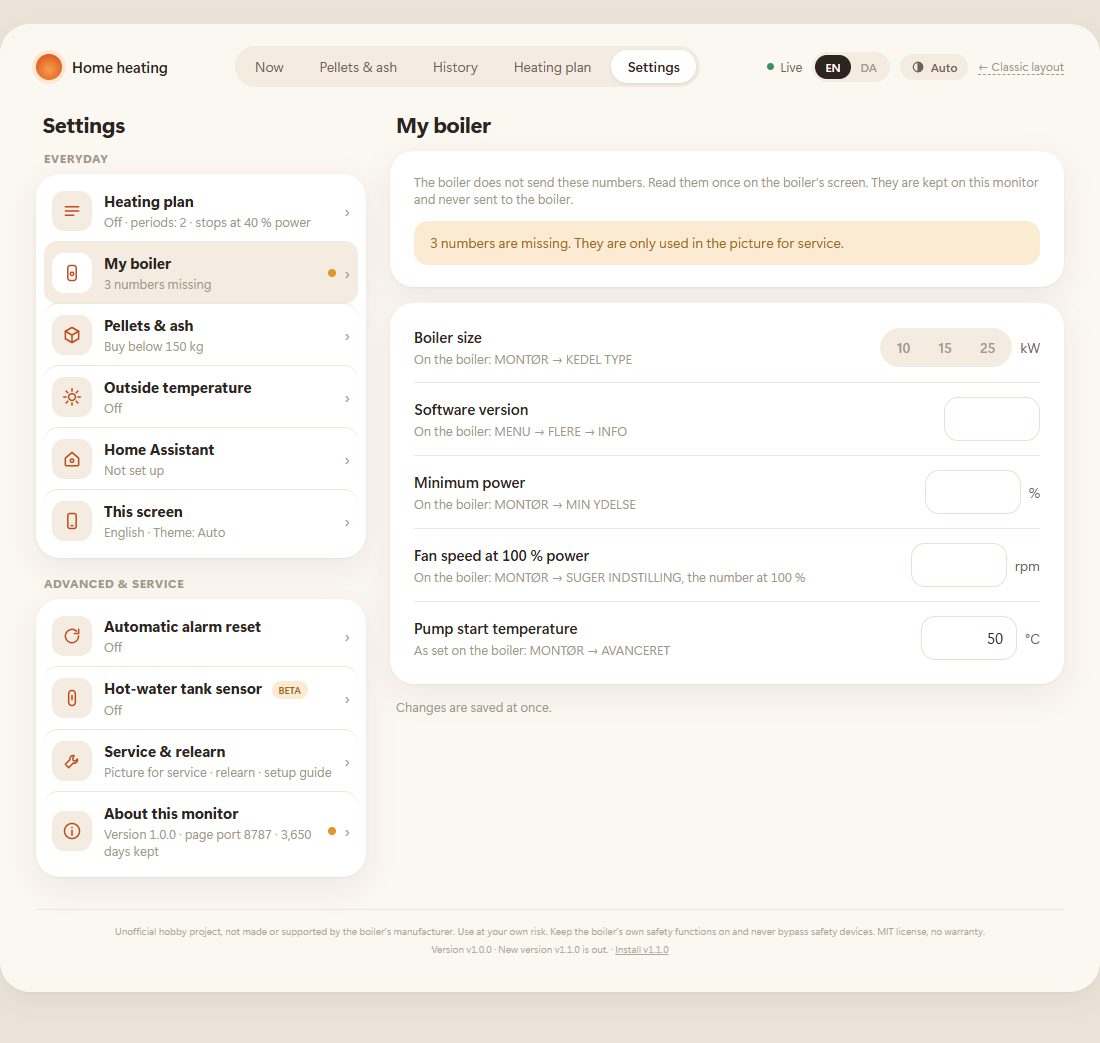 Home heating
Now
Pellets & ash
History
Heating plan
Settings
Live
EN
DA
Auto
← Classic layout
Settings
EVERYDAY
Heating plan
Off · periods: 2 · stops at 40 % power
My boiler
3 numbers missing
Pellets & ash
Buy below 150 kg
Outside temperature
Off
Home Assistant
Not set up
This screen
English · Theme: Auto
ADVANCED & SERVICE
Automatic alarm reset
Off
Hot-water tank sensor BETA
Off
Service & relearn
Picture for service · relearn · setup guide
About this monitor
Version 1.0.0 · page port 8787 · 3,650
days kept
My boiler
The boiler does not send these numbers. Read them once on the boiler's screen. They are kept on this monitor
and never sent to the boiler.
3 numbers are missing. They are only used in the picture for service.
Boiler size
On the boiler: MONTØR → KEDEL TYPE
10 15 25 kW
Software version
On the boiler: MENU → FLERE → INFO
Minimum power
On the boiler: MONTØR → MIN YDELSE
%
Fan speed at 100 % power
On the boiler: MONTØR → SUGER INDSTILLING, the number at 100 %
rpm
Pump start temperature
As set on the boiler: MONTØR → AVANCERET
50 °C
Changes are saved at once.
Unofficial hobby project, not made or supported by the boiler's manufacturer. Use at your own risk. Keep the boiler's own safety functions on and never bypass safety devices. MIT license, no warranty.
Version v1.0.0 · New version v1.1.0 is out. · Install v1.1.0